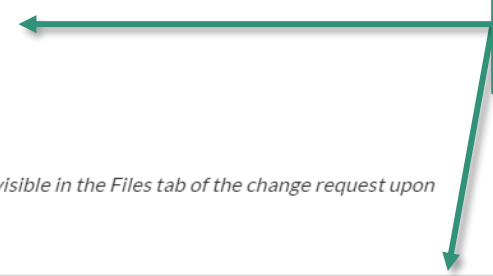 visible in the Files tab of the change request upon